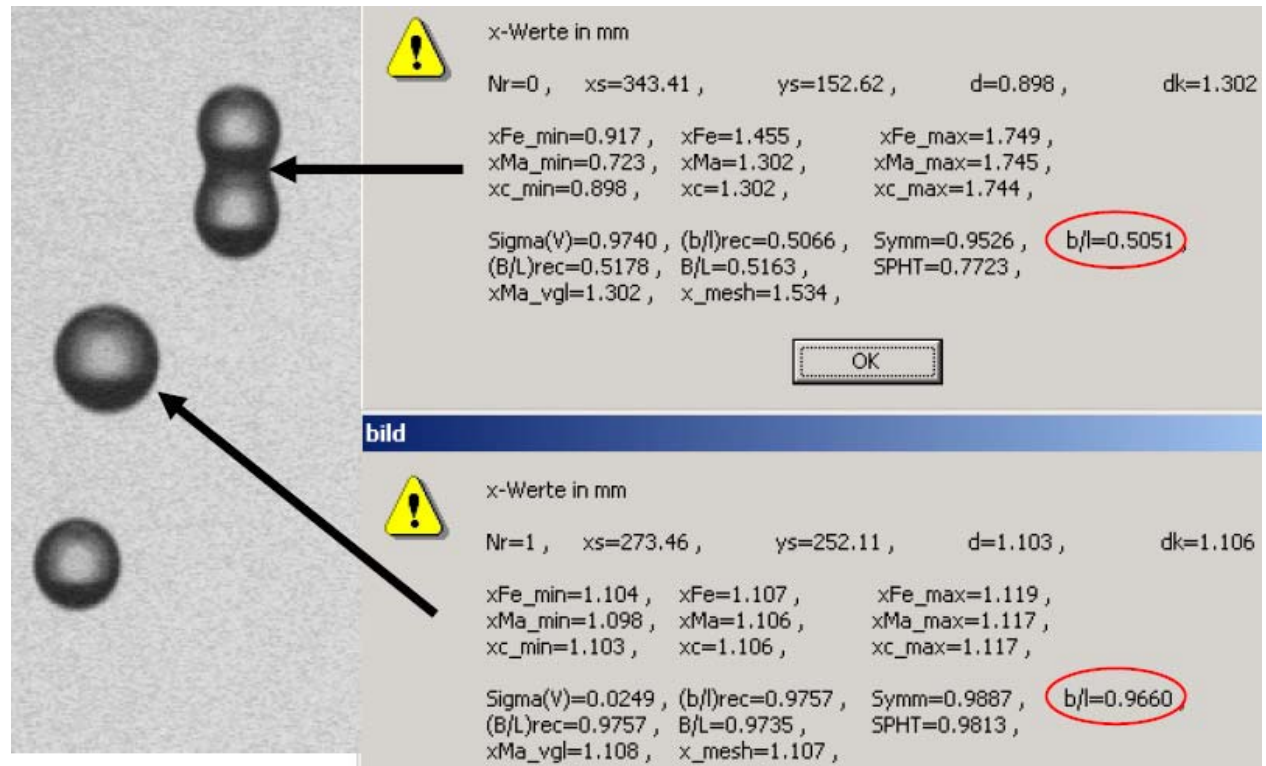 x-Werte in mm
Nr=0 , xs=343.41 , ys=152.62 , d=0.898 , dk=1.302
xFe_min=0.917 , xFe=1.455 , xFe_max=1.749 ,
xMa_min=0.723 , xMa=1.302 , xMa_max=1.745 ,
xc_min=0.898 , xc=1.302 , xc_max=1.744 ,
Sigma(V)=0.9740 , (b/l)rec=0.5066 , Symm=0.9526 , b/l=0.5051 ,
(B/L)rec=0.5178 , B/L=0.5163 , SPHT=0.7723 ,
xMa_vgl=1.302 , x_mesh=1.534 ,
OK
bild
x-Werte in mm
Nr=1 , xs=273.46 , ys=252.11 , d=1.103 , dk=1.106
xFe_min=1.104 , xFe=1.107 , xFe_max=1.119 ,
xMa_min=1.098 , xMa=1.106 , xMa_max=1.117 ,
xc_min=1.103 , xc=1.106 , xc_max=1.117 ,
Sigma(V)=0.0249 , (b/l)rec=0.9757 , Symm=0.9887 , b/l=0.9660 ,
(B/L)rec=0.9757 , B/L=0.9735 , SPHT=0.9813 ,
xMa_vgl=1.108 , x_mesh=1.107 ,